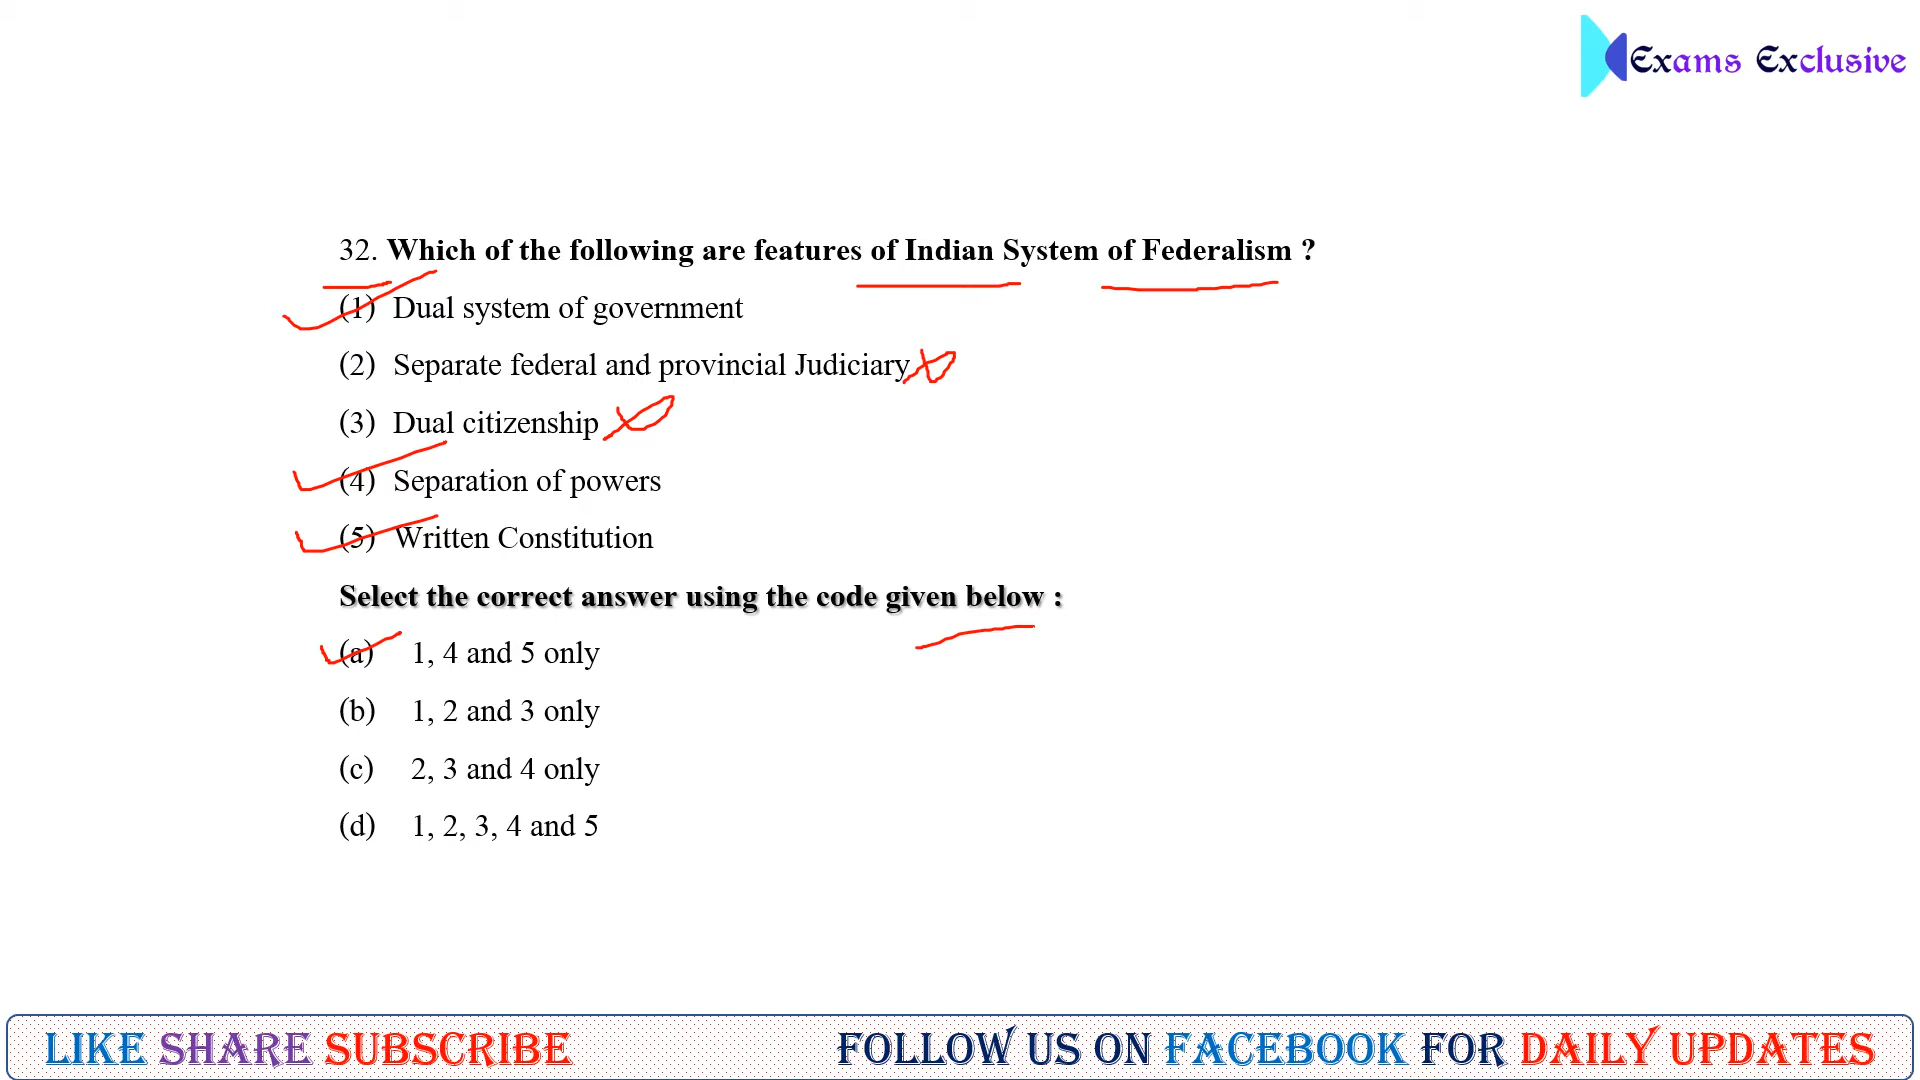 Exams Exclusive
32. Which of the following are features of Indian System of Federalism ?
(1) Dual system of government
(2) Separate federal and provincial Judiciary
(3) Dual citizenship
(4) Separation of powers
(5) Written Constitution
Select the correct answer using the code given below :
(a) 1, 4 and 5 only
(b) 1, 2 and 3 only
(c) 2, 3 and 4 only
(d) 1, 2, 3, 4 and 5
LIKE SHARE SUBSCRIBE FOLLOW US ON FACEBOOK FOR DAILY UPDATES